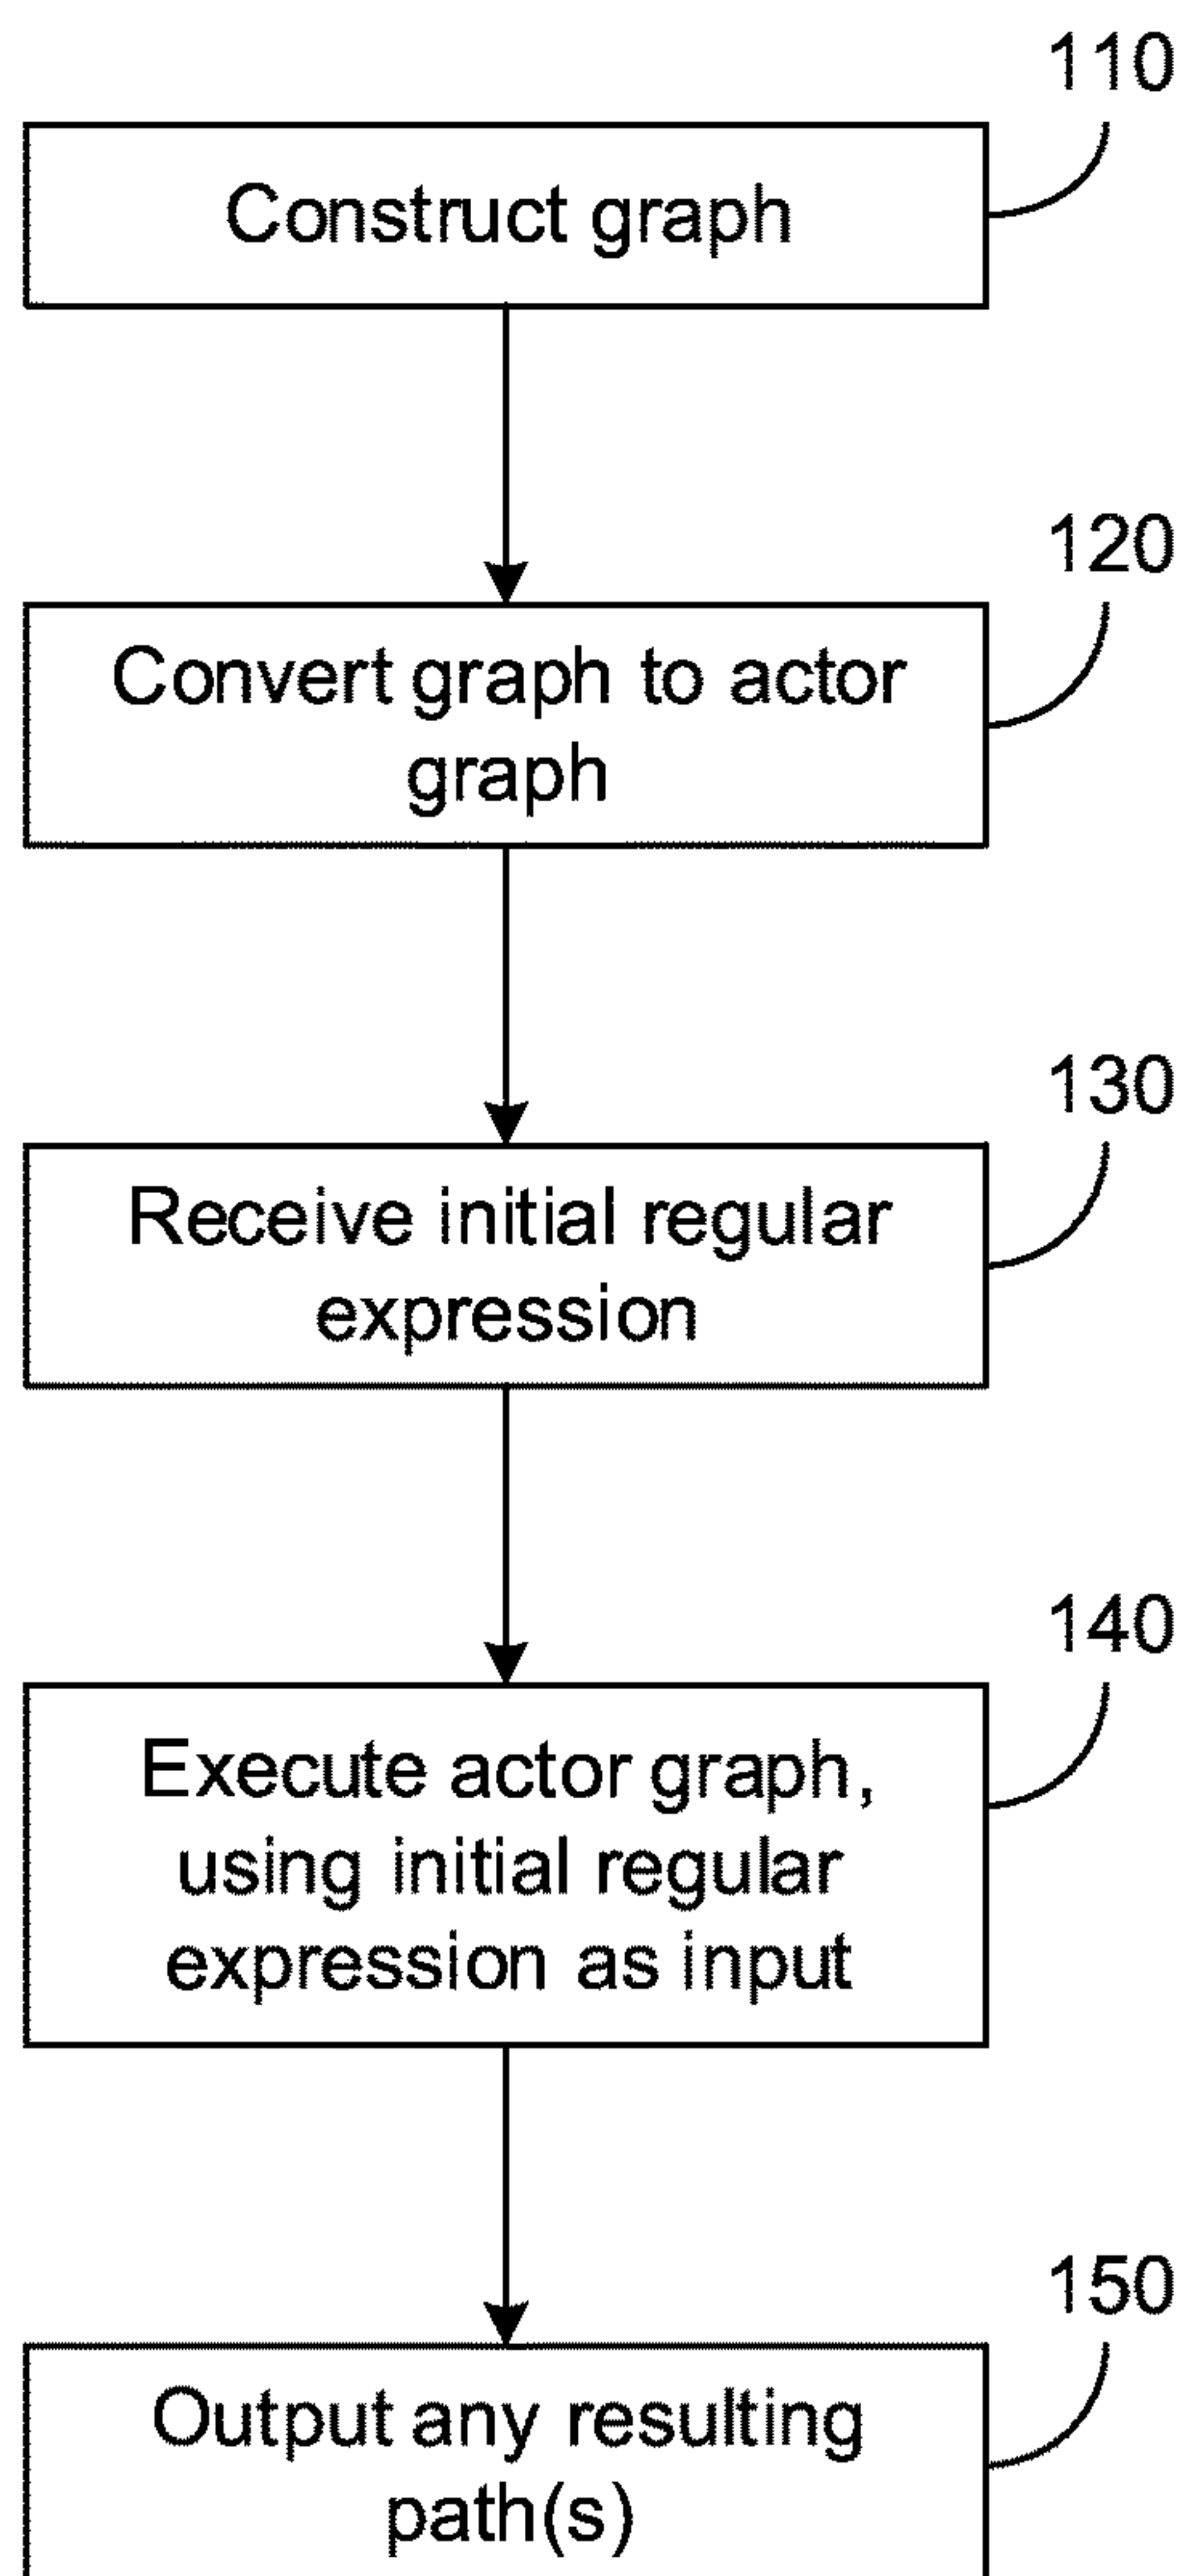 110
Construct graph
120
Convert graph to actor
graph
130
Receive initial regular
expression
140
Execute actor graph,
using initial regular
expression as input
150
Output any resulting
path(s)